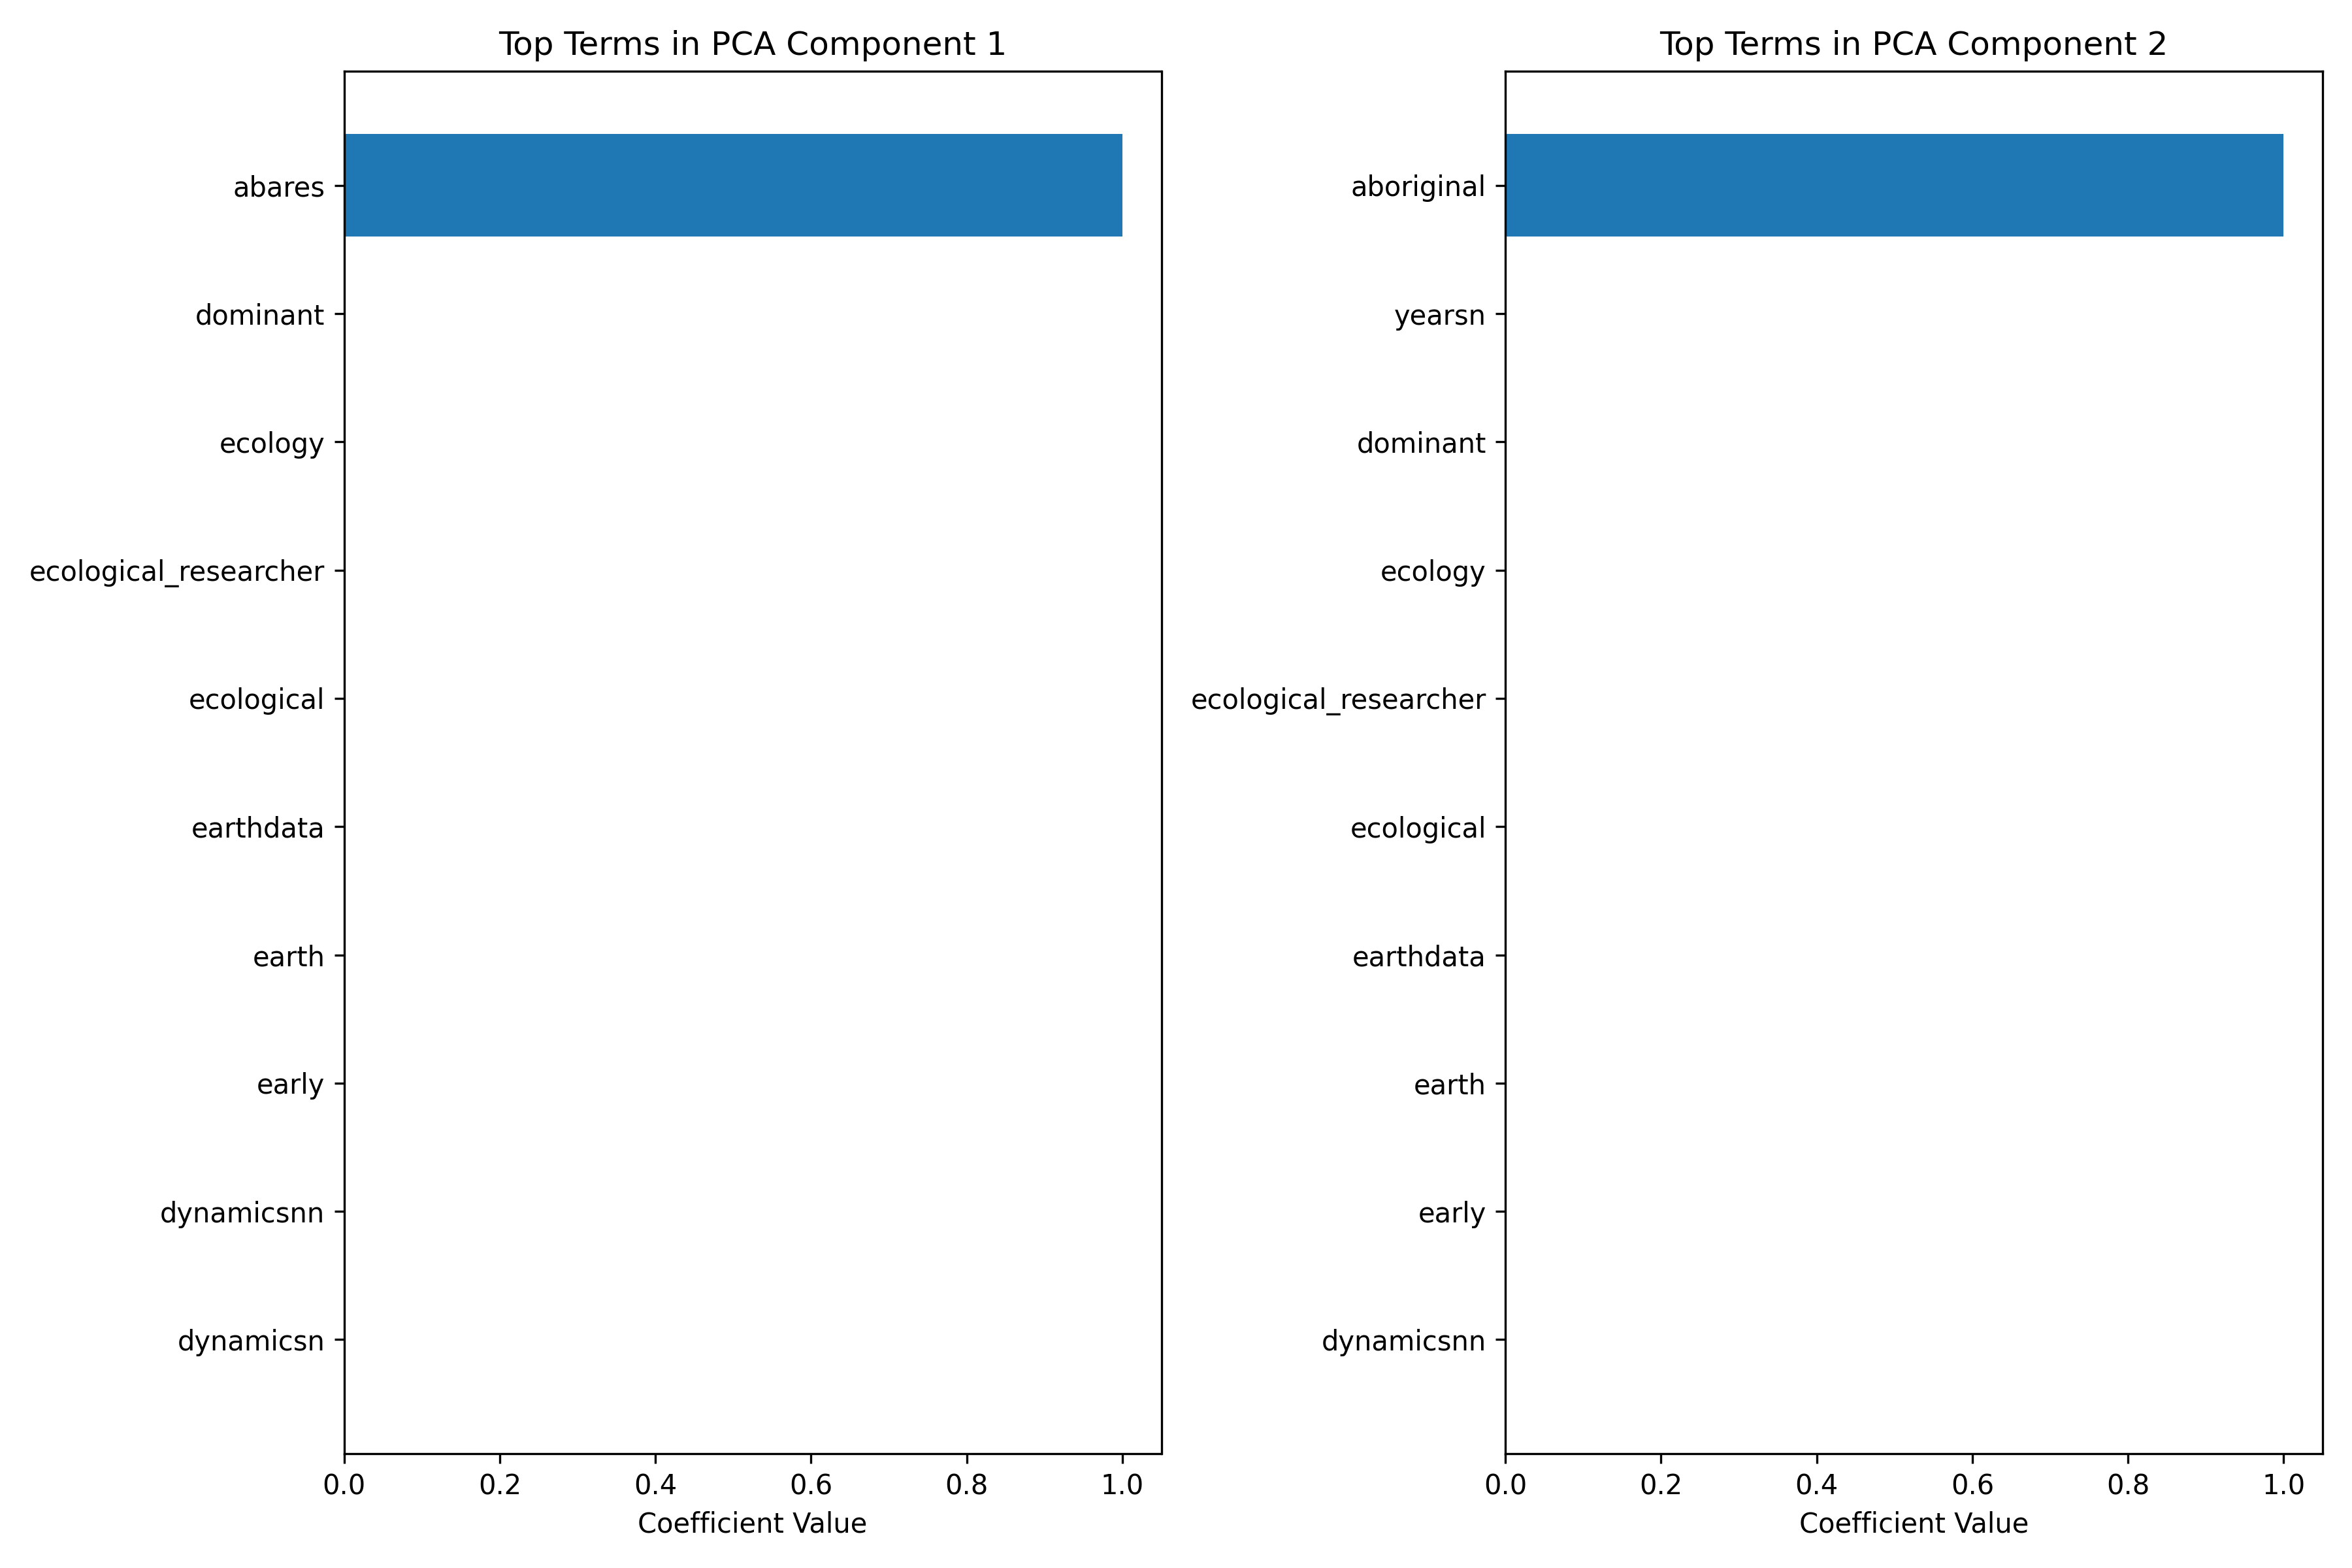 Top Terms in PCA Component 1
abares
dominant
ecology
ecological_researcher
ecological
earthdata
earth
early
dynamicsnn
dynamicsn
0.0 0.2 0.4 0.6 0.8 1.0
Coefficient Value
Top Terms in PCA Component 2
aboriginal
yearsn
dominant
ecology
ecological_researcher
ecological
earthdata
earth
early
dynamicsnn
0.0 0.2 0.4 0.6 0.8 1.0
Coefficient Value